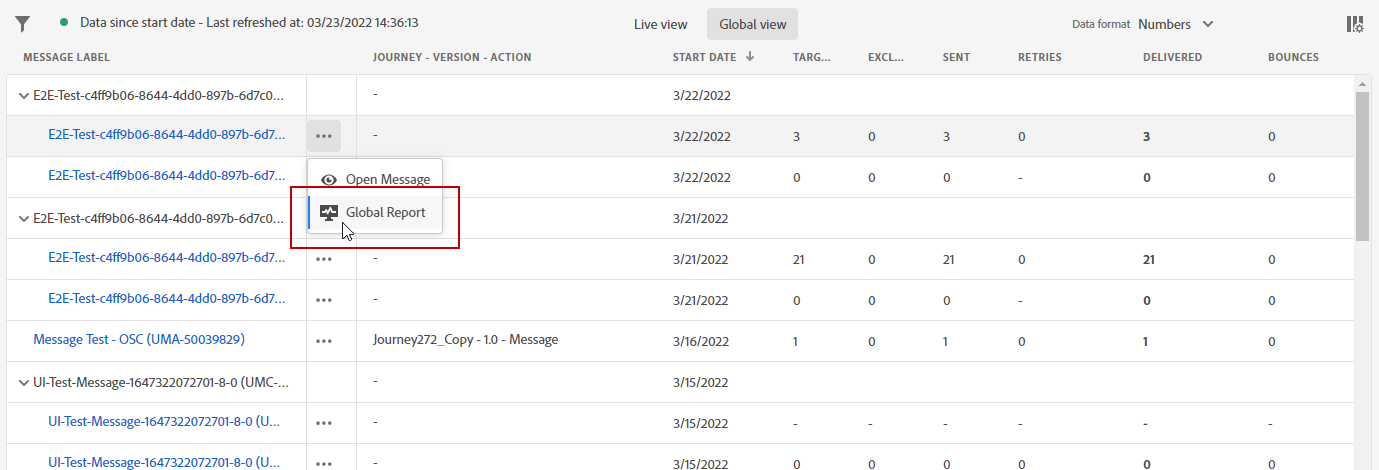 Data since start date - Last refreshed at: 03/23/2022 14:36:13 Live view Global view Data format Numbers
MESSAGE LABEL JOURNEY - VERSION - ACTION START DATE TARG... EXCL... SENT RETRIES DELIVERED BOUNCES
E2E-Test-c4ff9b06-8644-4dd0-897b-6d7c0... - 3/22/2022
E2E-Test-c4ff9b06-8644-4dd0-897b-6d7... - 3/22/2022 3 0 3 0 3 0
E2E-Test-c4ff9b06-8644-4dd0-897b-6d7... 3/22/2022 0 0 0 - 0 0
Open Message
Global Report
E2E-Test-c4ff9b06-8644-4dd0-897b-6d7c0... 3/21/2022
E2E-Test-c4ff9b06-8644-4dd0-897b-6d7... - 3/21/2022 21 0 21 0 21 0
E2E-Test-c4ff9b06-8644-4dd0-897b-6d7... - 3/21/2022 0 0 0 - 0 0
Message Test - OSC (UMA-50039829) Journey272_Copy - 1.0 - Message 3/16/2022 1 0 1 0 1 0
UI-Test-Message-1647322072701-8-0 (UMC-... - 3/15/2022
UI-Test-Message-1647322072701-8-0 (U... - 3/15/2022 - - - - - -
UI-Test-Message-1647322072701-8-0 (U... - 3/15/2022 0 0 0 0 0 0